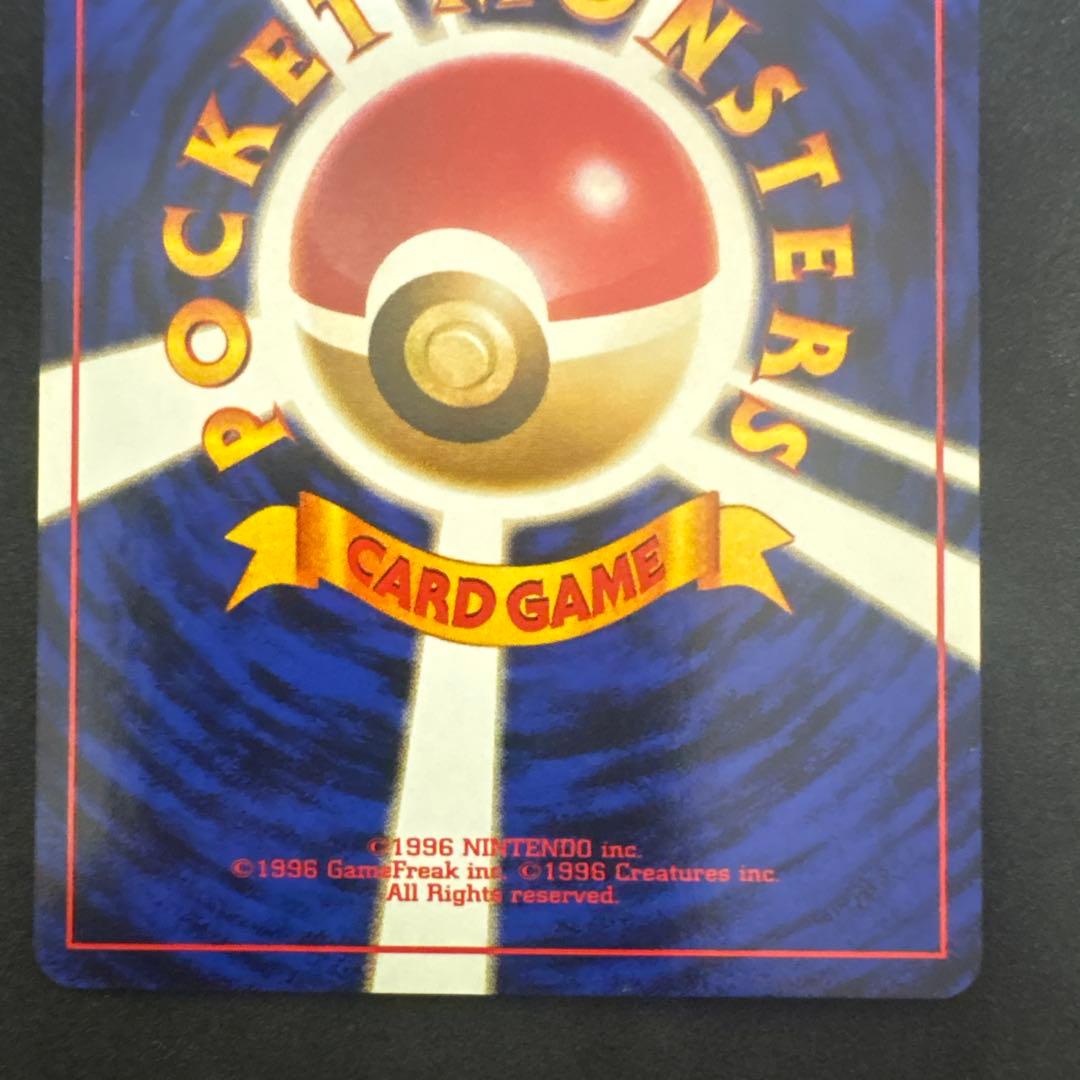 POCKET MONSTERS
CARD GAME
©1996 NINTENDO inc.
©1996 GameFreak inc. ©1996 Creatures inc.
All Rights reserved.